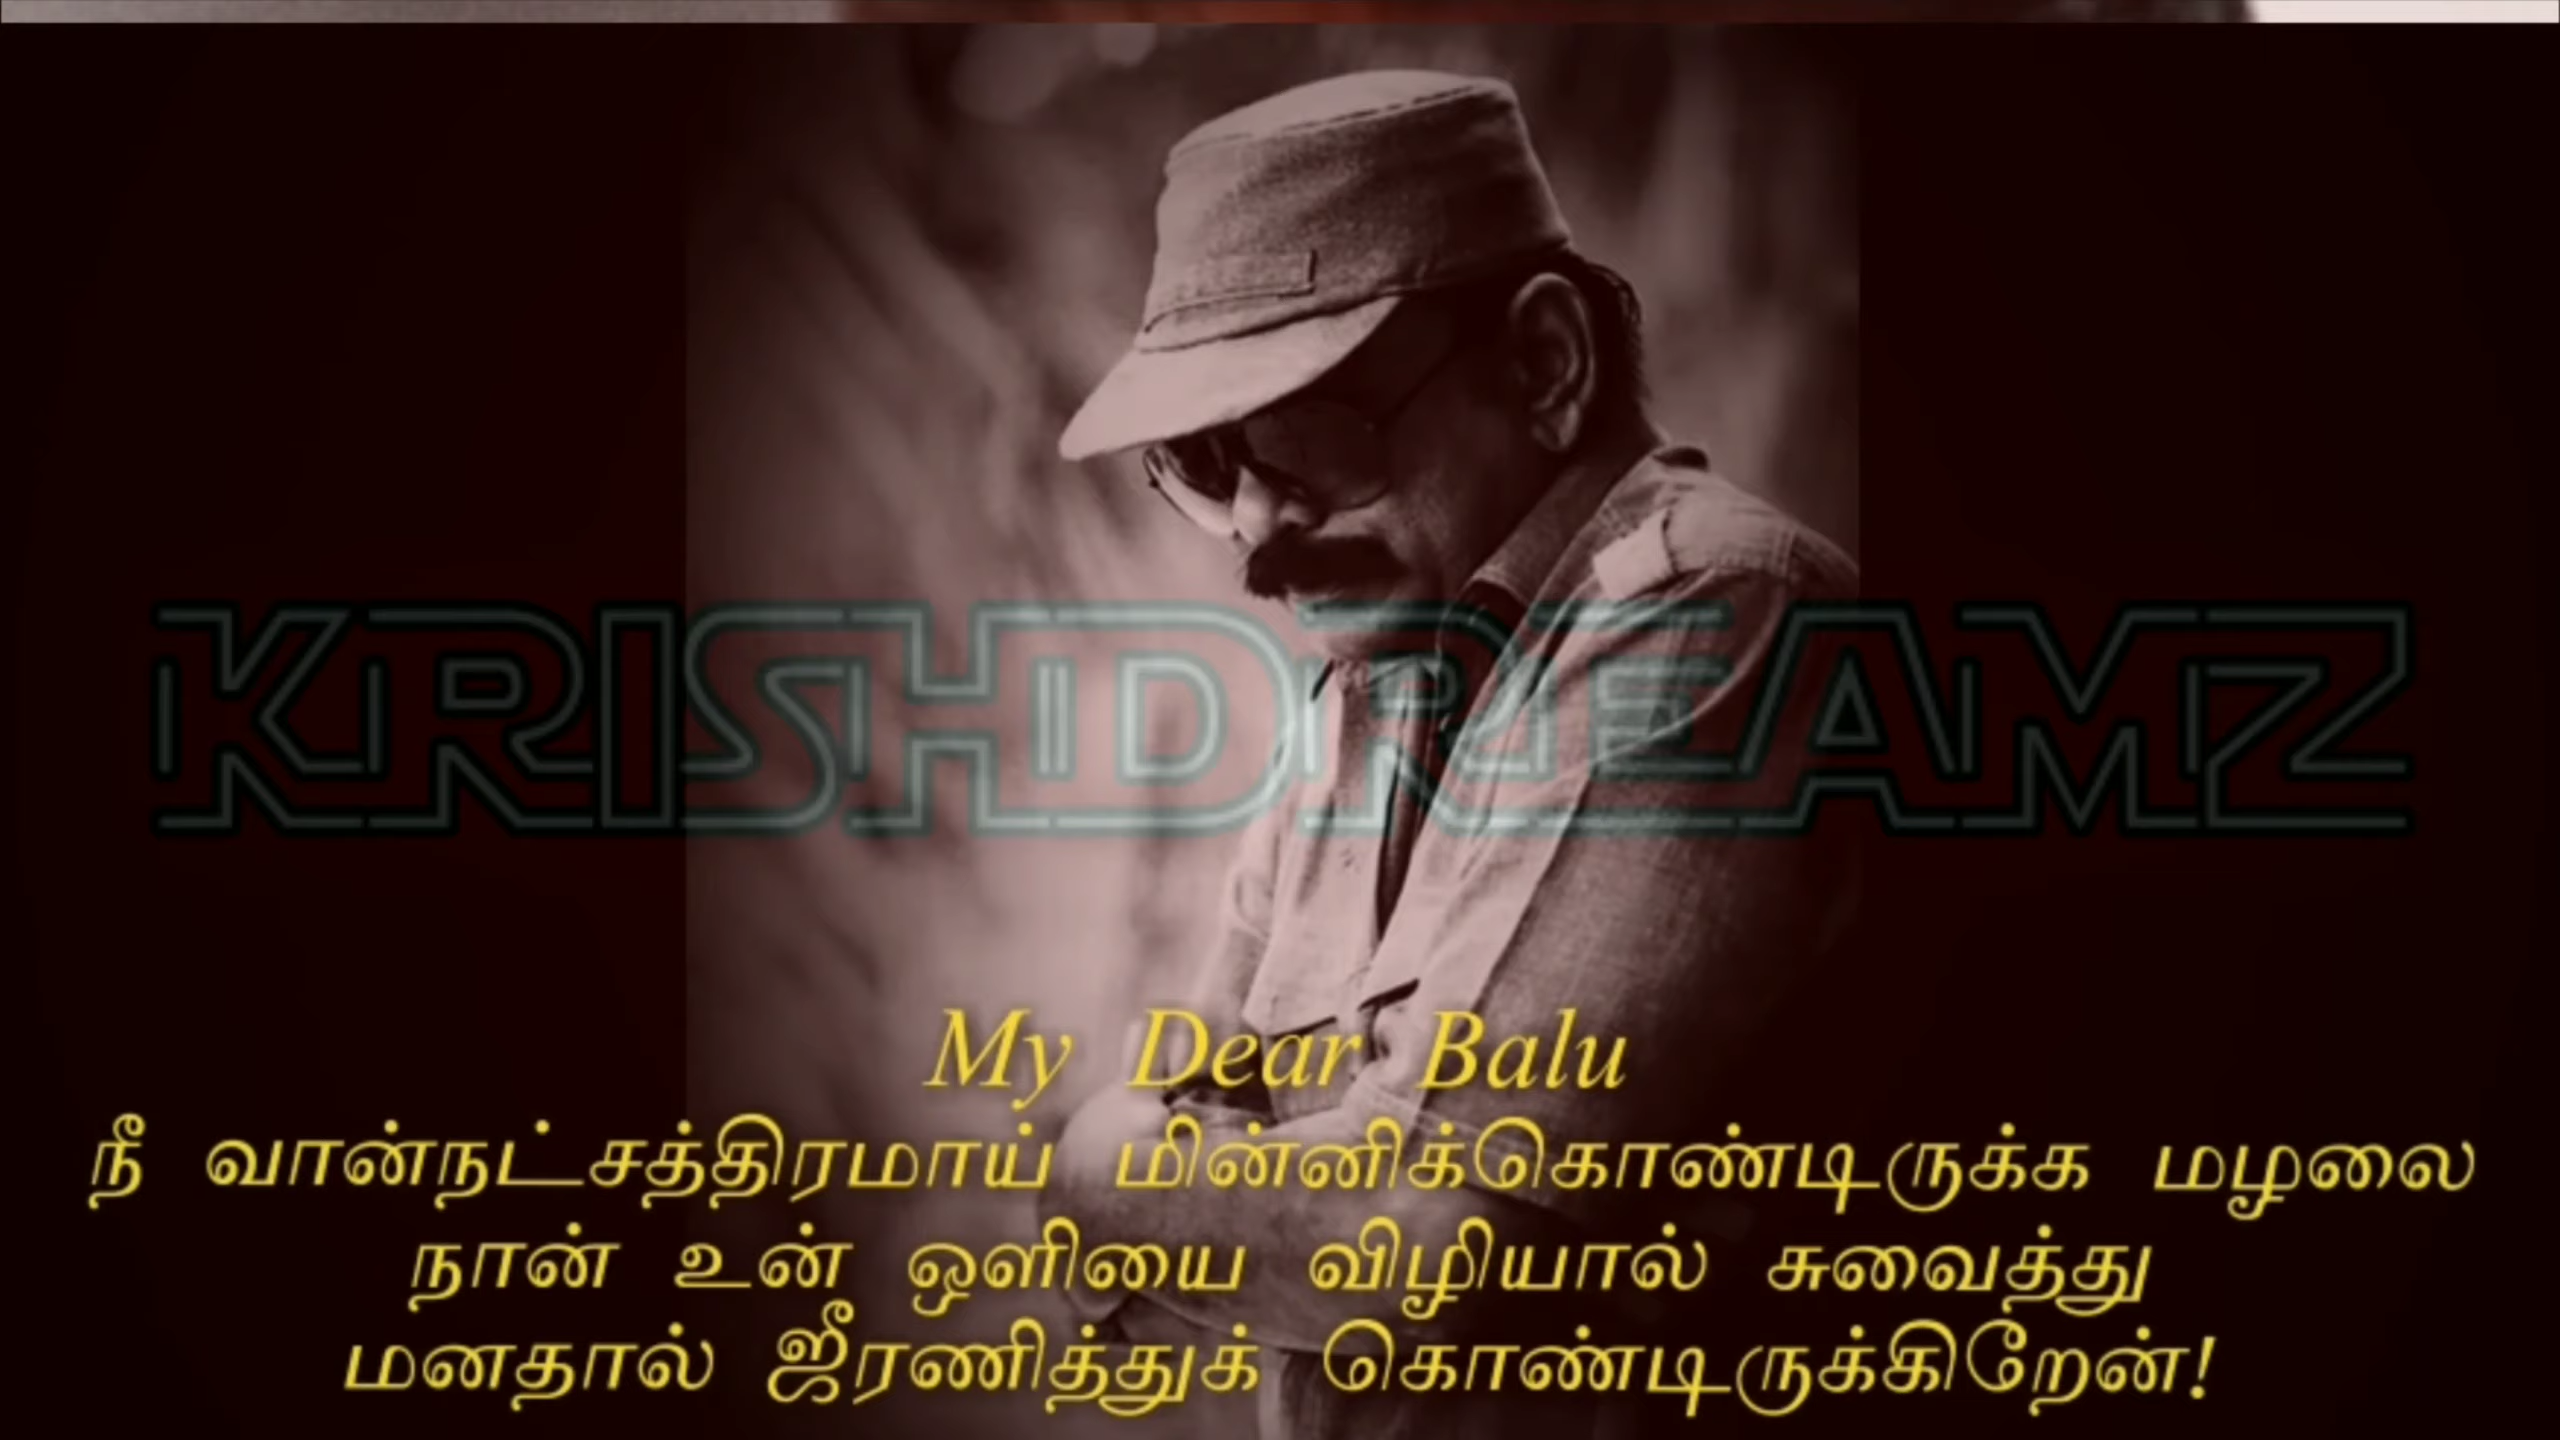 KRISHDREAMZ
My Dear Balu
நீ வான்நட்சத்திரமாய் மின்னிக்கொண்டிருக்க மழலை
நான் உன் ஒளியை விழியால் சுவைத்து
மனதால் ஜீரணித்துக் கொண்டிருக்கிறேன்!